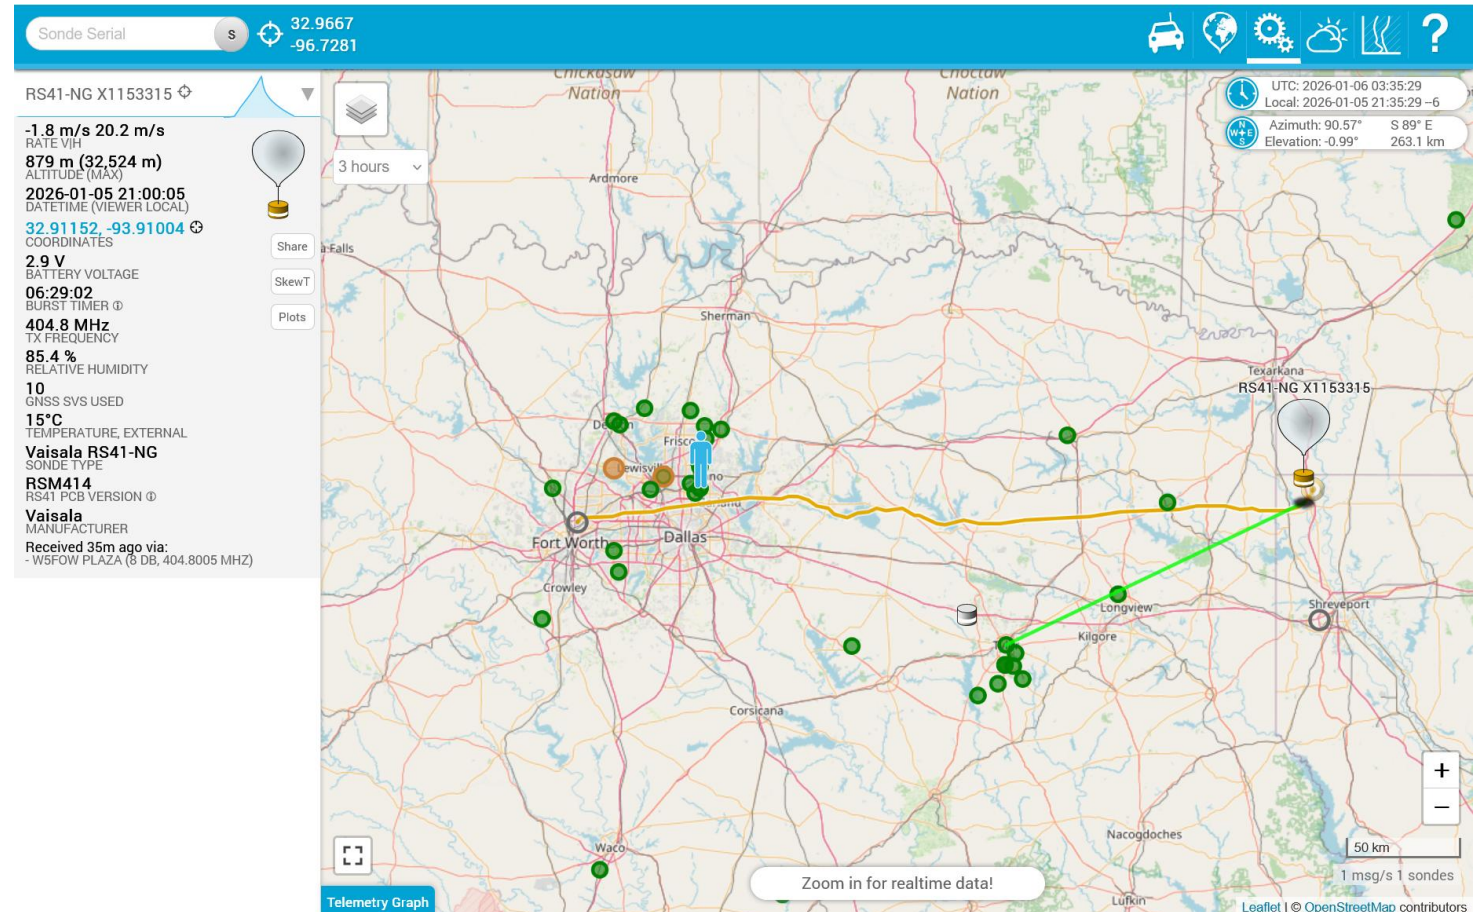 Sonde Serial
S
32.9667
-96.7281
?
RS41-NG X1153315
-1.8 m/s 20.2 m/s
RATE V|H
879 m (32,524 m)
ALTITUDE (MAX)
2026-01-05 21:00:05
DATETIME (VIEWER LOCAL)
32.91152, -93.91004
COORDINATES
2.9 V
BATTERY VOLTAGE
06:29:02
BURST TIMER
404.8 MHz
TX FREQUENCY
85.4 %
RELATIVE HUMIDITY
10
GNSS SVS USED
15°C
TEMPERATURE, EXTERNAL
Vaisala RS41-NG
SONDE TYPE
RSM414
RS41 PCB VERSION
Vaisala
MANUFACTURER
Received 35m ago via:
- W5FOW PLAZA (8 DB, 404.8005 MHZ)
Share
SkewT
Plots
3 hours
UTC: 2026-01-06 03:35:29
Local: 2026-01-05 21:35:29 -6
N
W E
S
Azimuth: 90.57° S 89° E
Elevation: -0.99° 263.1 km
Chickasaw
Nation
Choctaw
Nation
Ardmore
a Falls
Sherman
Texarkana
RS41-NG X1153315
Frisco
Lewisvill
no
Fort Worth
Dallas
Crowley
Longview
Shreveport
Kilgore
Corsicana
Waco
Nacogdoches
Lufkin
+
−
50 km
1 msg/s 1 sondes
Zoom in for realtime data!
Telemetry Graph
Leaflet | © OpenStreetMap contributors